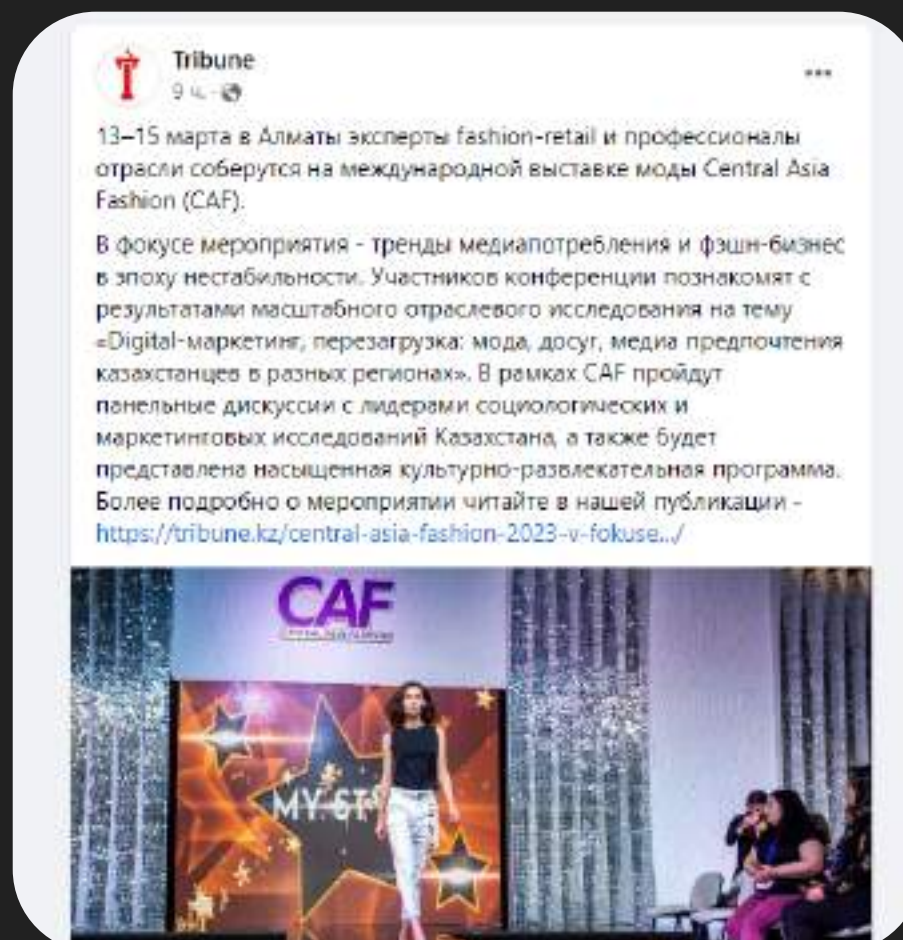 Tribune
9 ч. ·
13–15 марта в Алматы эксперты fashion-retail и профессионалы
отрасли соберутся на международной выставке моды Central Asia
Fashion (CAF).
В фокусе мероприятия - тренды медиапотребления и фэшн-бизнес
в эпоху нестабильности. Участников конференции познакомят с
результатами масштабного отраслевого исследования на тему
«Digital-маркетинг, перезагрузка: мода, досуг, медиа предпочтения
казахстанцев в разных регионах». В рамках CAF пройдут
панельные дискуссии с лидерами социологических и
маркетинговых исследований Казахстана, а также будет
представлена насыщенная культурно-развлекательная программа.
Более подробно о мероприятии читайте в нашей публикации -
https://tribune.kz/central-asia-fashion-2023-v-fokuse.../
CAF
MY ST